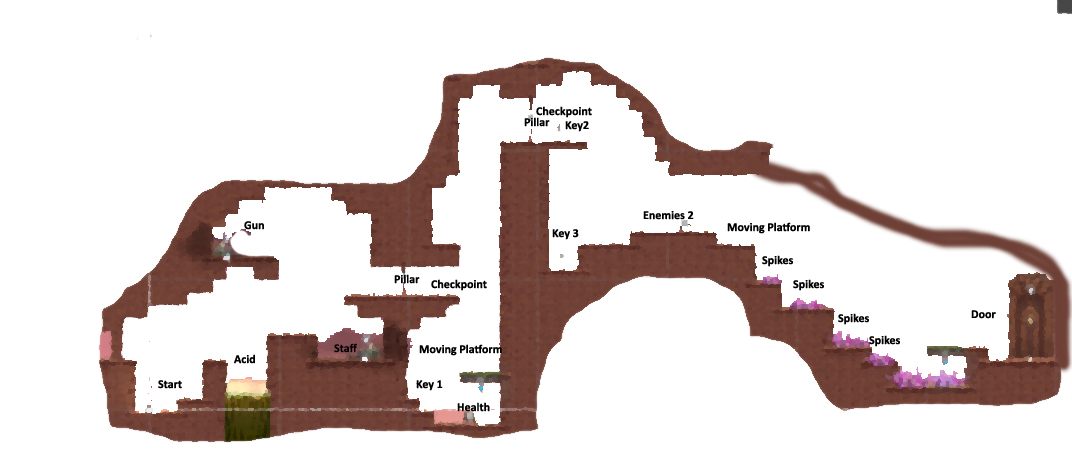 Checkpoint
Pillar
Key2
Gun
Enemies 2
Moving Platform
Key 3
Spikes
Pillar
Checkpoint
Spikes
Spikes
Door
Spikes
Staff
Moving Platform
Acid
Start
Key 1
Health